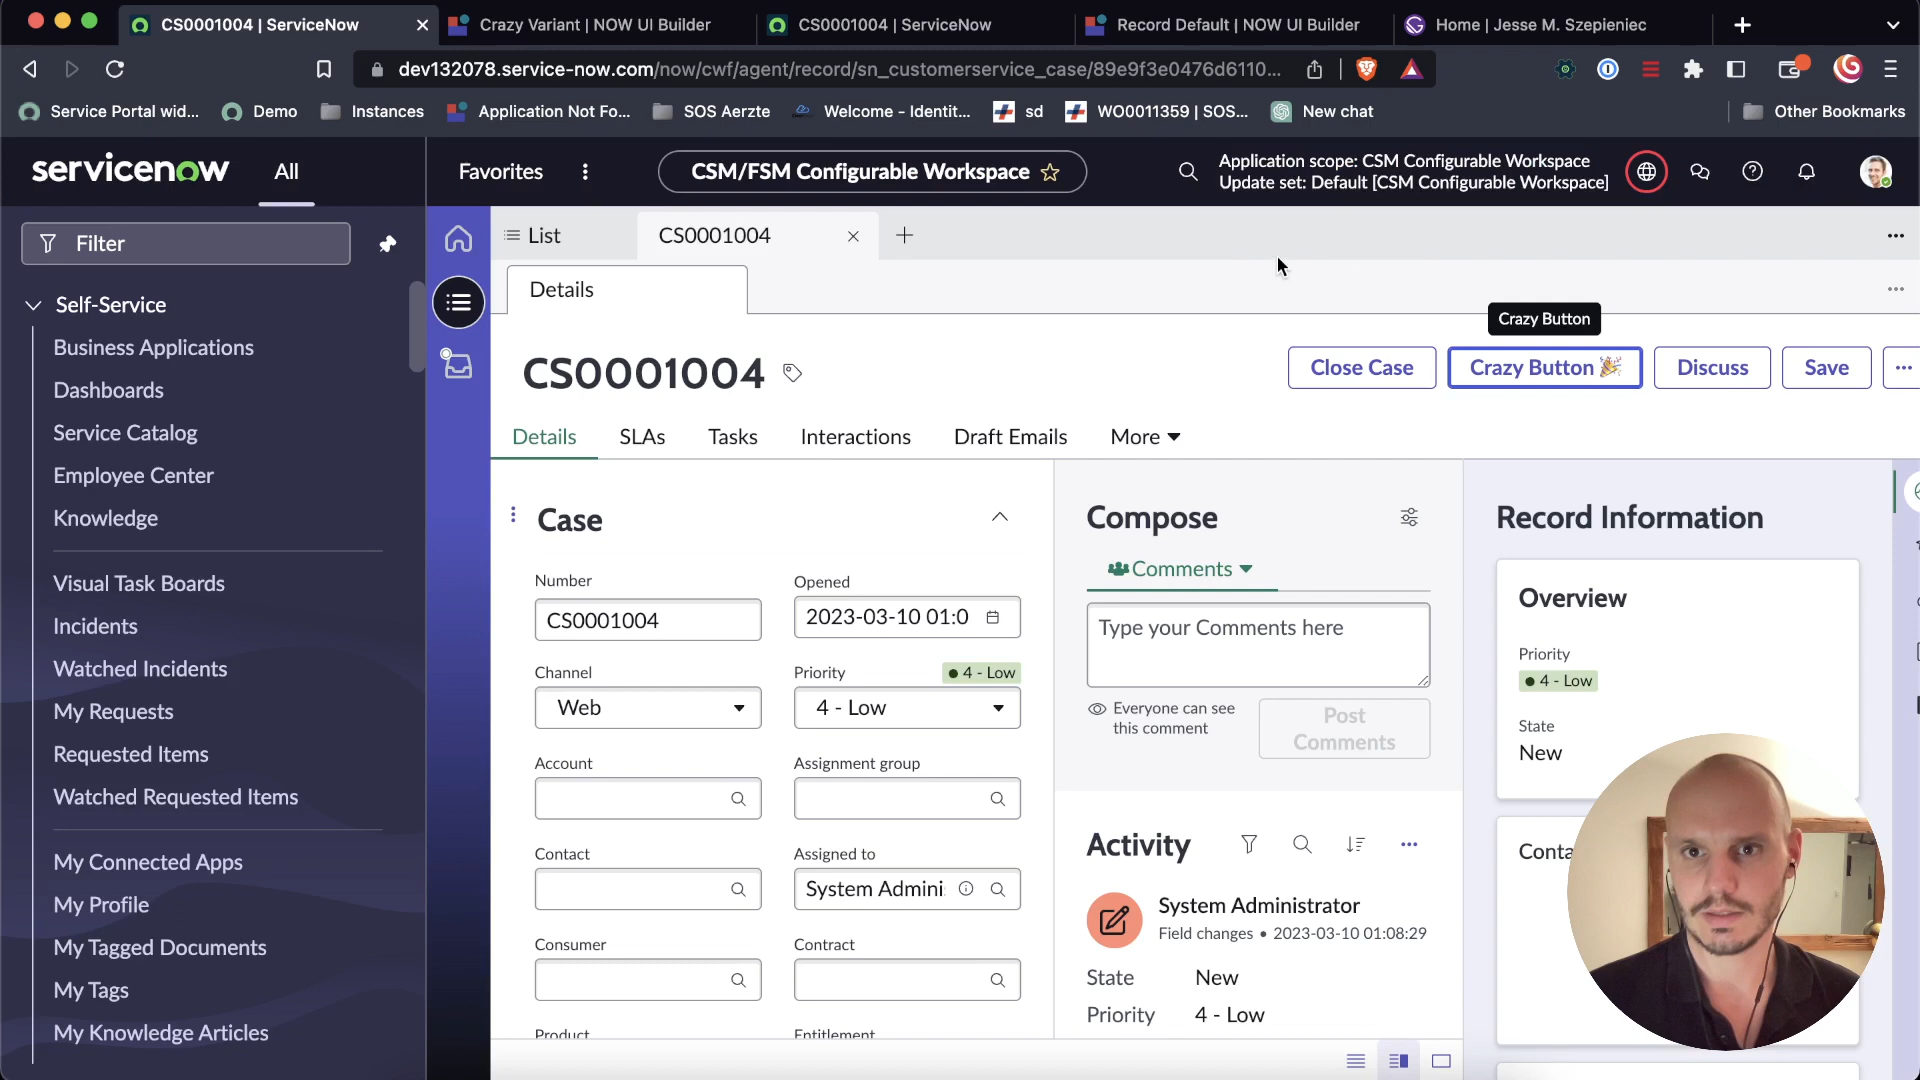 CS0001004 | ServiceNow
Crazy Variant | NOW UI Builder
CS0001004 | ServiceNow
Record Default | NOW UI Builder
Home | Jesse M. Szepieniec
dev132078.service-now.com/now/cwf/agent/record/sn_customerservice_case/89e9f3e0476d6110...
Service Portal wid...
Demo
Instances
Application Not Fo...
SOS Aerzte
Welcome - Identit...
sd
WO0011359 | SOS...
New chat
Other Bookmarks
servicenow
All
Favorites
CSM/FSM Configurable Workspace
Application scope: CSM Configurable Workspace
Update set: Default [CSM Configurable Workspace]
Filter
Self-Service
Business Applications
Dashboards
Service Catalog
Employee Center
Knowledge
Visual Task Boards
Incidents
Watched Incidents
My Requests
Requested Items
Watched Requested Items
My Connected Apps
My Profile
My Tagged Documents
My Tags
My Knowledge Articles
List
CS0001004
Details
Crazy Button
CS0001004
Close Case
Crazy Button 🎉
Discuss
Save
Details
SLAs
Tasks
Interactions
Draft Emails
More
Case
Number
CS0001004
Opened
2023-03-10 01:0
Channel
Web
Priority
4 - Low
4 - Low
Account
Assignment group
Contact
Assigned to
System Admini
Consumer
Contract
Product
Entitlement
Compose
Comments
Type your Comments here
Everyone can see
this comment
Post
Comments
Activity
System Administrator
Field changes • 2023-03-10 01:08:29
State
New
Priority
4 - Low
Record Information
Overview
Priority
4 - Low
State
New